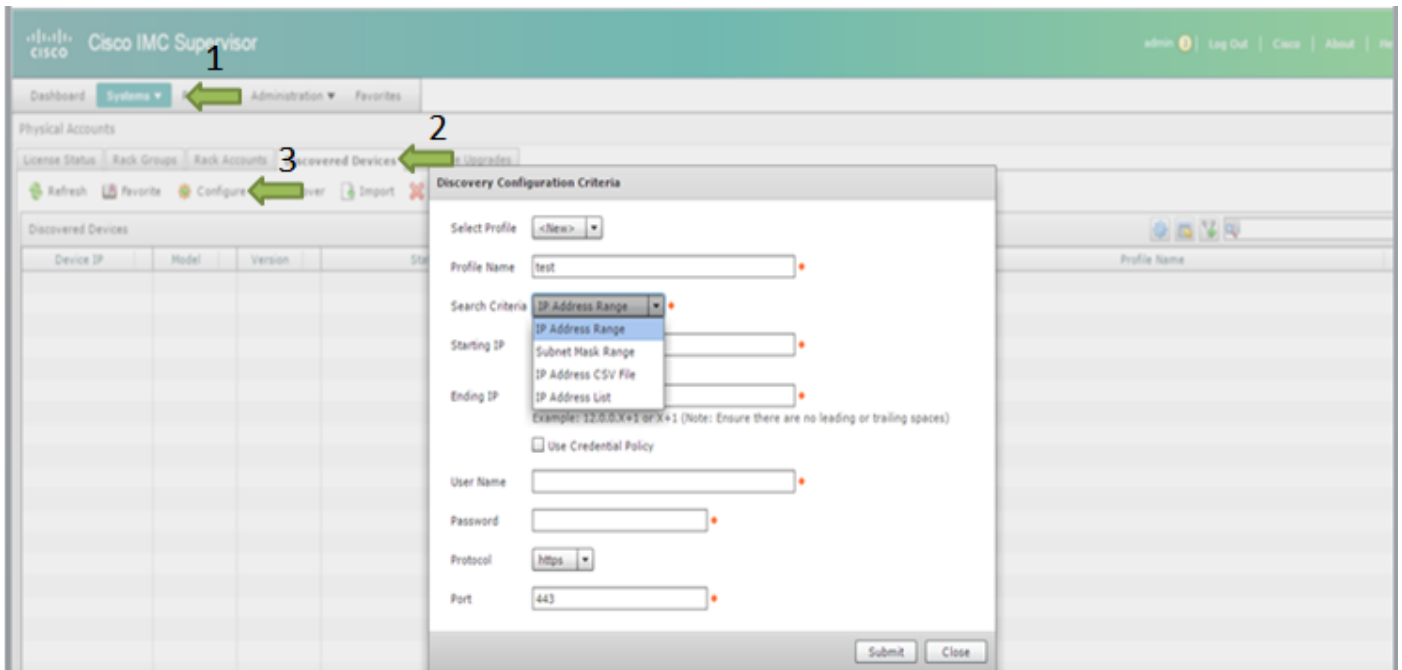 cisco Cisco IMC Supervisor
admin 3 | Log Out | Cisco | About | He
1
Dashboard Systems ▼ Administration ▼ Favorites
Physical Accounts
2
License Status Rack Groups Rack Accounts scovered Devices e Upgrades
3
Refresh Favorite Configure ver Import
Discovered Devices
Device IP Model Version Sta Profile Name
Discovery Configuration Criteria
Select Profile <New>
Profile Name test
Search Criteria IP Address Range
IP Address Range
Subnet Mask Range
Starting IP
IP Address CSV File
IP Address List
Ending IP
Example: 12.0.0.X+1 or X+1 (Note: Ensure there are no leading or trailing spaces)
Use Credential Policy
User Name
Password
Protocol https
Port 443
Submit Close